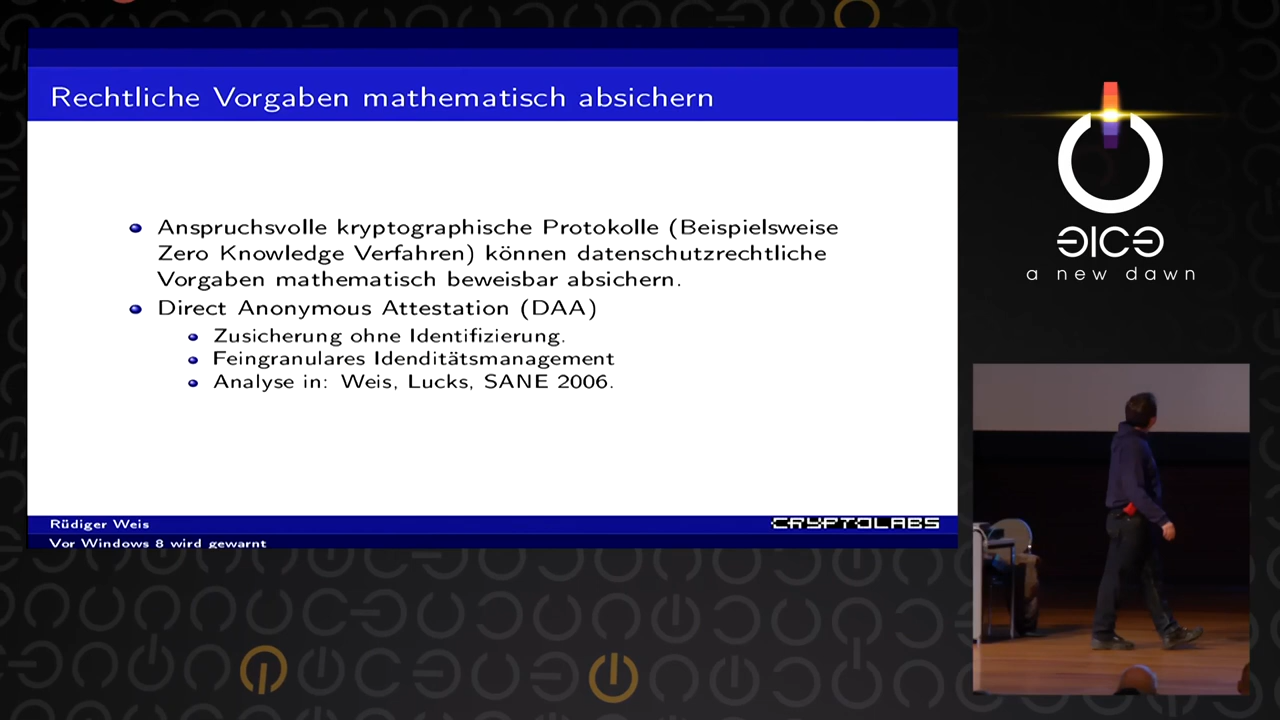 Rechtliche Vorgaben mathematisch absichern
Anspruchsvolle kryptographische Protokolle (Beispielsweise
Zero Knowledge Verfahren) können datenschutzrechtliche
Vorgaben mathematisch beweisbar absichern.
Direct Anonymous Attestation (DAA)
Zusicherung ohne Identifizierung.
Feingranulares Idenditätsmanagement
Analyse in: Weis, Lucks, SANE 2006.
Rüdiger Weis
CRYPTOLABS
Vor Windows 8 wird gewarnt
31C3
a new dawn